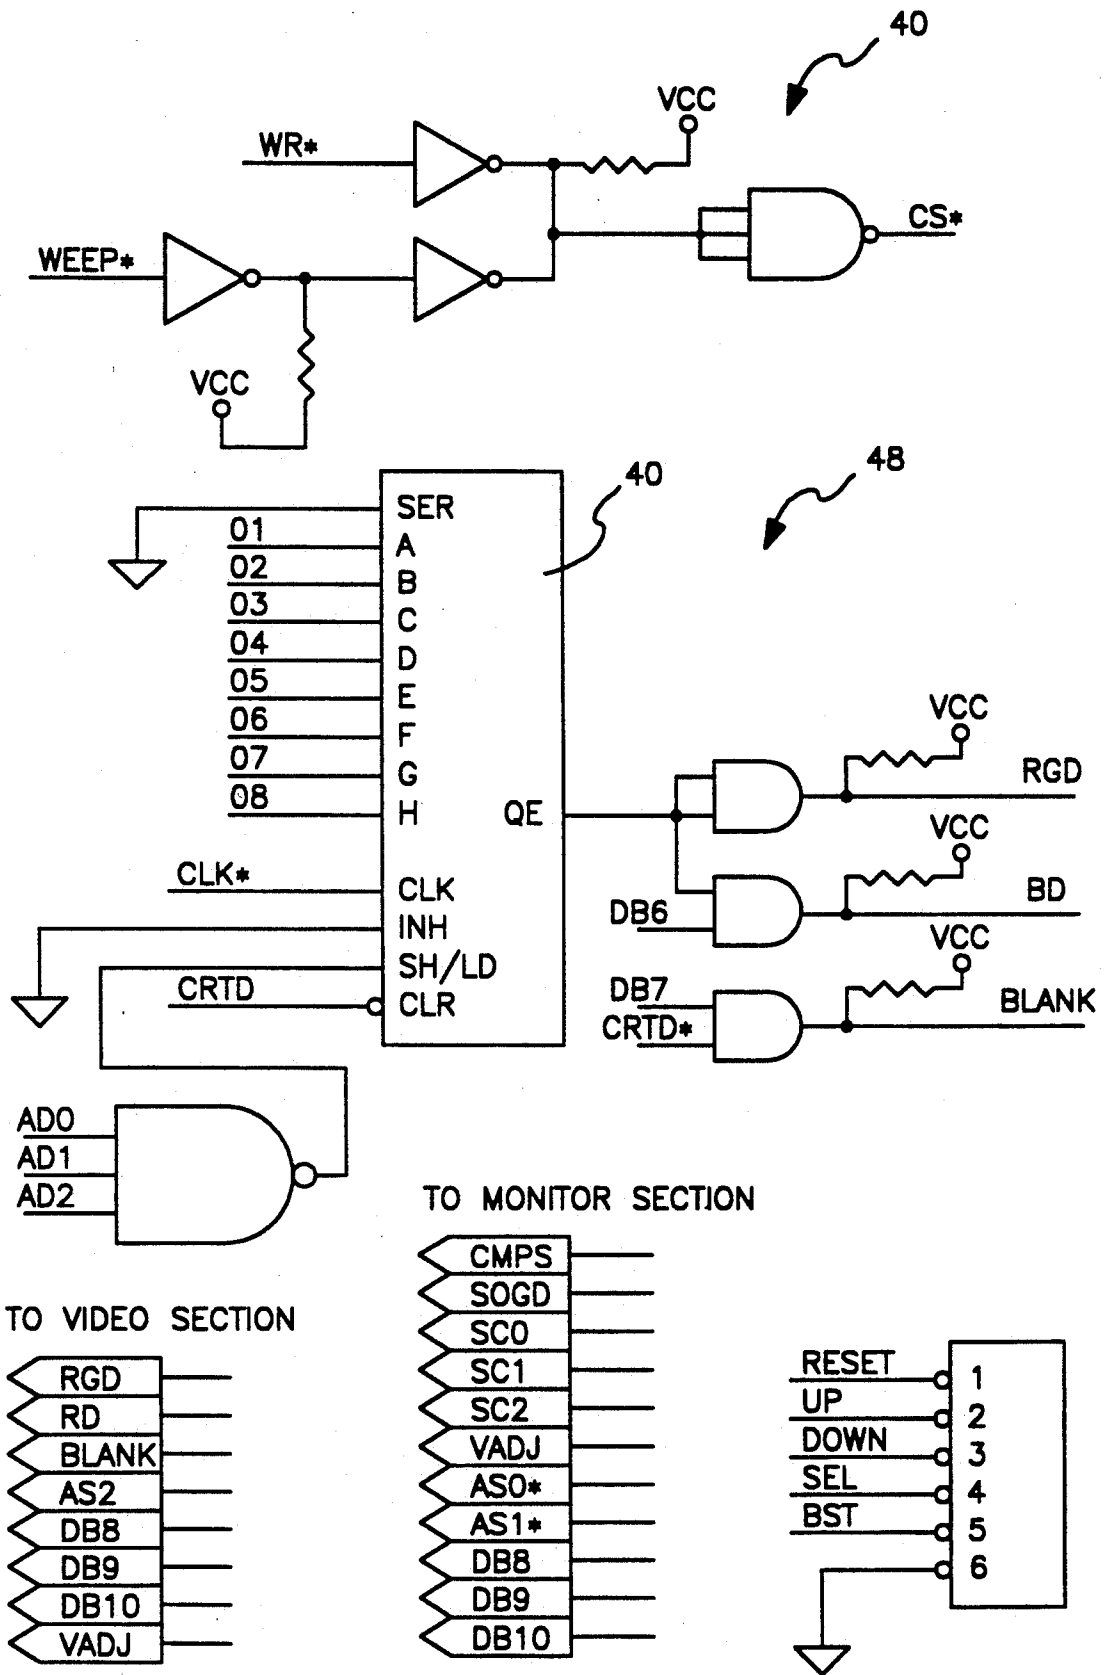 40
VCC
WR*
CS*
WEEP*
VCC
40
48
SER
01 A
02 B
03 C
04 D
05 E
06 F
07 G
08 H
QE
CLK* CLK
INH
SH/LD
CRTD CLR
VCC
RGD
VCC
BD
DB6
VCC
DB7
BLANK
CRTD*
AD0
AD1
AD2
TO MONITOR SECTION
CMPS
SOGD
SC0
SC1
SC2
VADJ
AS0*
AS1*
DB8
DB9
DB10
TO VIDEO SECTION
RGD
RD
BLANK
AS2
DB8
DB9
DB10
VADJ
RESET 1
UP 2
DOWN 3
SEL 4
BST 5
6